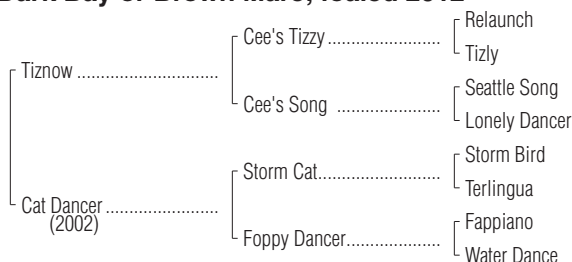 Dark Bay or Brown Mare; foaled 2012
Relaunch
Cee's Tizzy
Tizly
Tiznow
Seattle Song
Cee's Song
Lonely Dancer
Storm Bird
Storm Cat
Terlingua
Cat Dancer
(2002)
Fappiano
Foppy Dancer
Water Dance